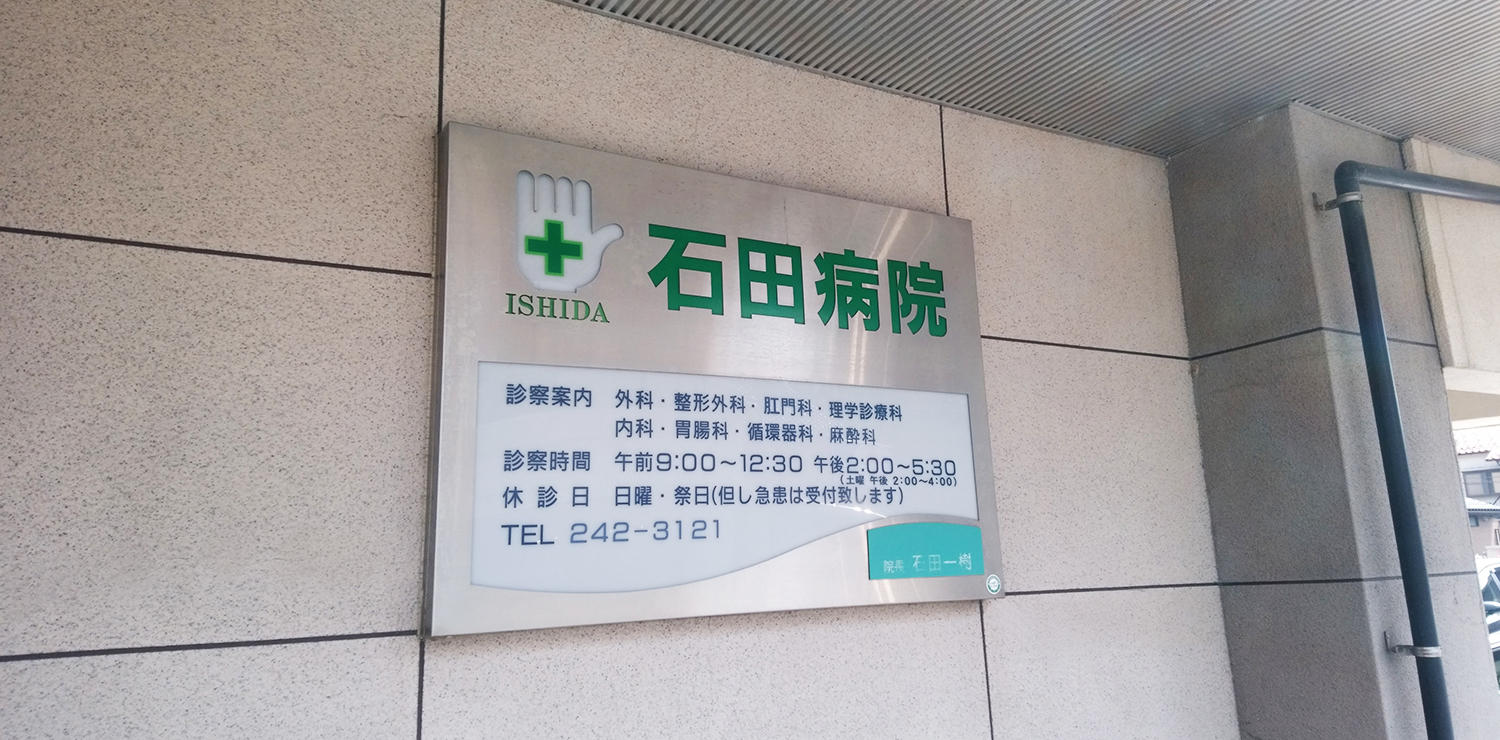 ISHIDA
石田病院
診察案内 外科・整形外科・肛門科・理学診療科
内科・胃腸科・循環器科・麻酔科
診察時間 午前9:00～12:30 午後2:00～5:30
(土曜 午後 2:00～4:00)
休診日 日曜・祭日(但し急患は受付致します)
TEL 242-3121
院長 石田一樹